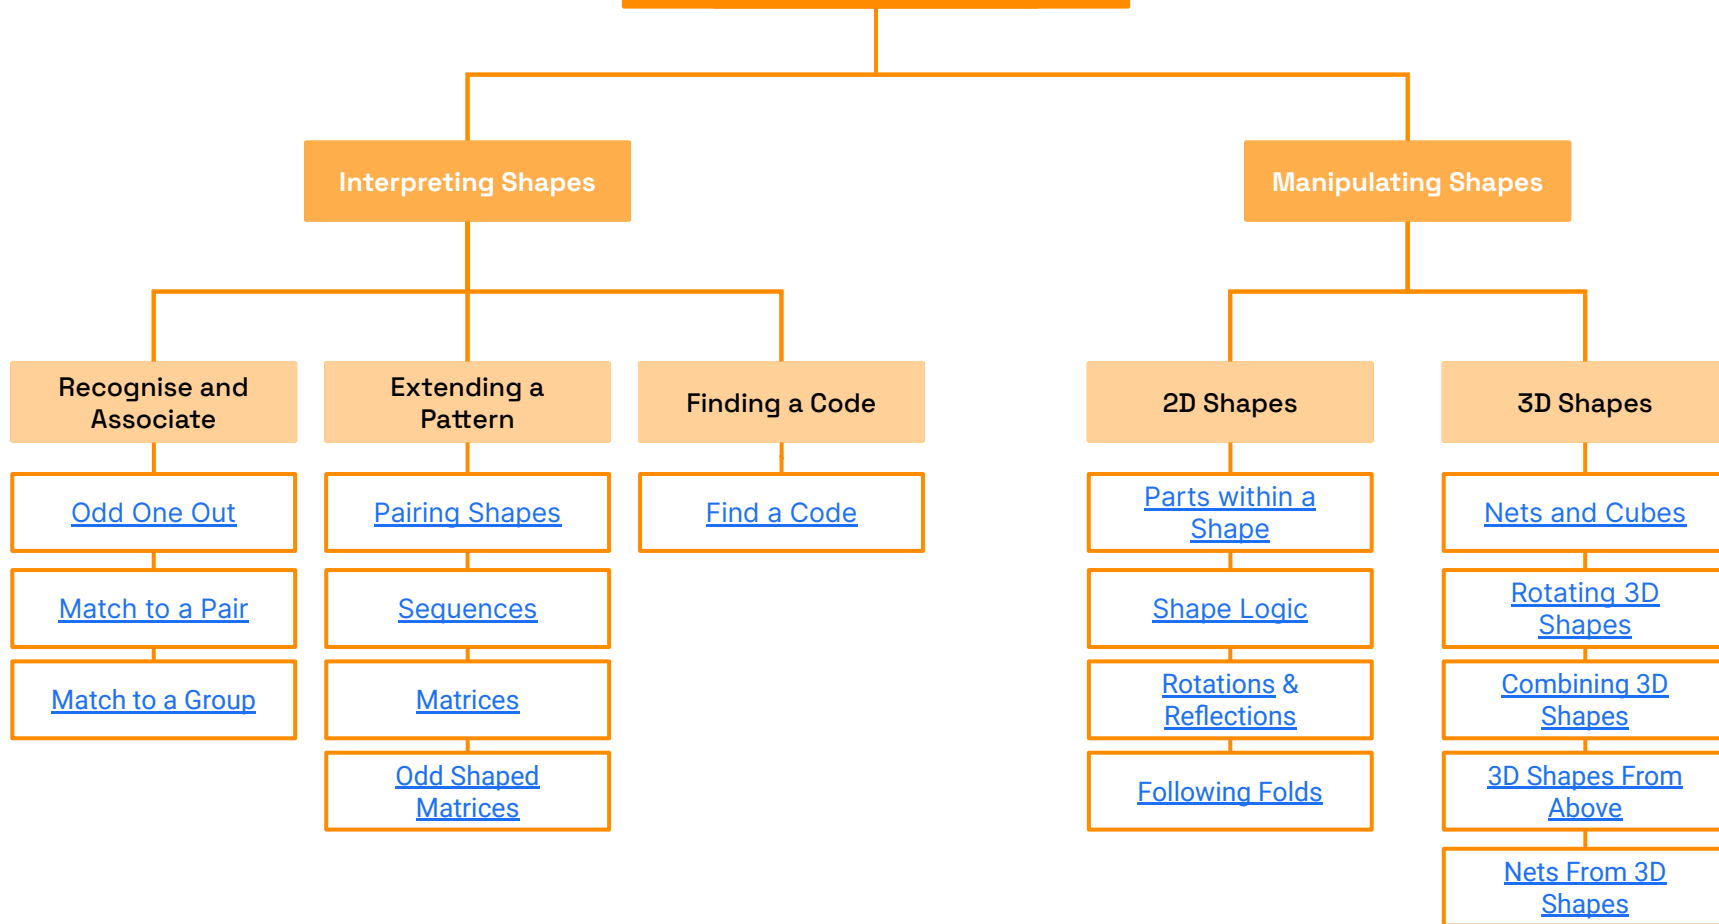 Interpreting Shapes
Manipulating Shapes
Recognise and
Associate
Extending a
Pattern
Finding a Code
2D Shapes
3D Shapes
Odd One Out
Match to a Pair
Match to a Group
Pairing Shapes
Sequences
Matrices
Odd Shaped
Matrices
Find a Code
Parts within a
Shape
Shape Logic
Rotations &
Reflections
Following Folds
Nets and Cubes
Rotating 3D
Shapes
Combining 3D
Shapes
3D Shapes From
Above
Nets From 3D
Shapes